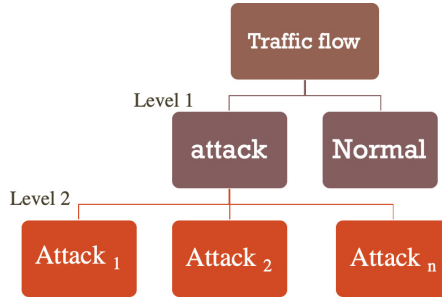 Traffic flow
Level 1
attack
Normal
Level 2
Attack 1
Attack 2
Attack n